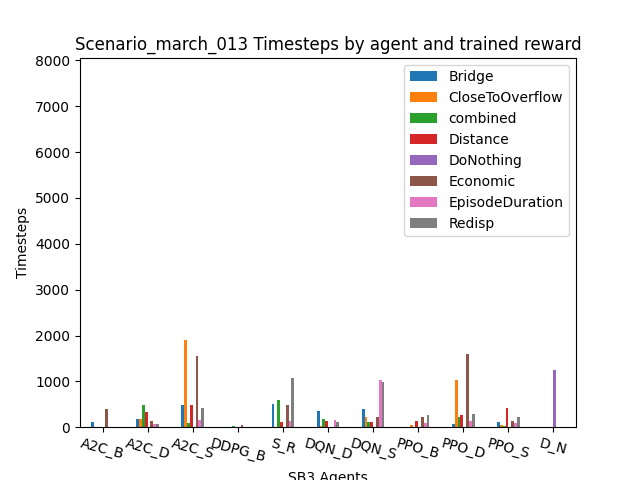 Scenario_march_013 Timesteps by agent and trained reward
8000
7000
6000
5000
4000
3000
2000
1000
0
Timesteps
Bridge
CloseToOverflow
combined
Distance
DoNothing
Economic
EpisodeDuration
Redisp
A2C_B
A2C_D
A2C_S
DDPG_B
S_R
DQN_D
DQN_S
PPO_B
PPO_D
PPO_S
D_N
SB3 Agents